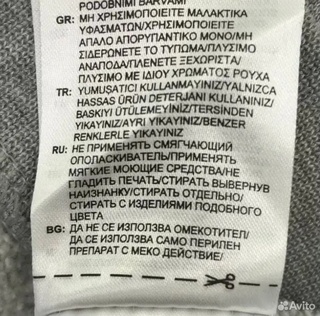 PODOBNIMI BARVAMI
GR: ΜΗ ΧΡΗΣΙΜΟΠΟΙΕΙΤΕ ΜΑΛΑΚΤΙΚΑ
ΥΦΑΣΜΑΤΩΝ/ΧΡΗΣΙΜΟΠΟΙΕΙΤΕ
ΑΠΑΛΟ ΑΠΟΡΥΠΑΝΤΙΚΟ ΜΟΝΟ/ΜΗ
ΣΙΔΕΡΩΝΕΤΕ ΤΟ ΤΥΠΩΜΑ/ΠΛΥΣΙΜΟ
ΑΝΑΠΟΔΑ/ΠΛΕΝΕΤΕ ΞΕΧΩΡΙΣΤΑ/
ΠΛΥΣΙΜΟ ΜΕ ΙΔΙΟΥ ΧΡΩΜΑΤΟΣ ΡΟΥΧΑ
TR: YUMUŞATICI KULLANMAYINIZ/YALNIZCA
HASSAS ÜRÜN DETERJANI KULLANINIZ/
BASKIYI ÜTÜLEMEYİNİZ/TERSİNDEN
YIKAYINIZ/AYRI YIKAYINIZ/BENZER
RENKLERLE YIKAYINIZ
RU: НЕ ПРИМЕНЯТЬ СМЯГЧАЮЩИЙ
ОПОЛАСКИВАТЕЛЬ/ПРИМЕНЯТЬ
МЯГКИЕ МОЮЩИЕ СРЕДСТВА/НЕ
ГЛАДИТЬ ПЕЧАТЬ/СТИРАТЬ ВЫВЕРНУВ
НАИЗНАНКУ/СТИРАТЬ ОТДЕЛЬНО/
СТИРАТЬ С ИЗДЕЛИЯМИ ПОДОБНОГО
ЦВЕТА
BG: ДА НЕ СЕ ИЗПОЛЗВА ОМЕКОТИТЕЛ/
ДА СЕ ИЗПОЛЗВА САМО ПЕРИЛЕН
ПРЕПАРАТ С МЕКО ДЕЙСТВИЕ/
Avito